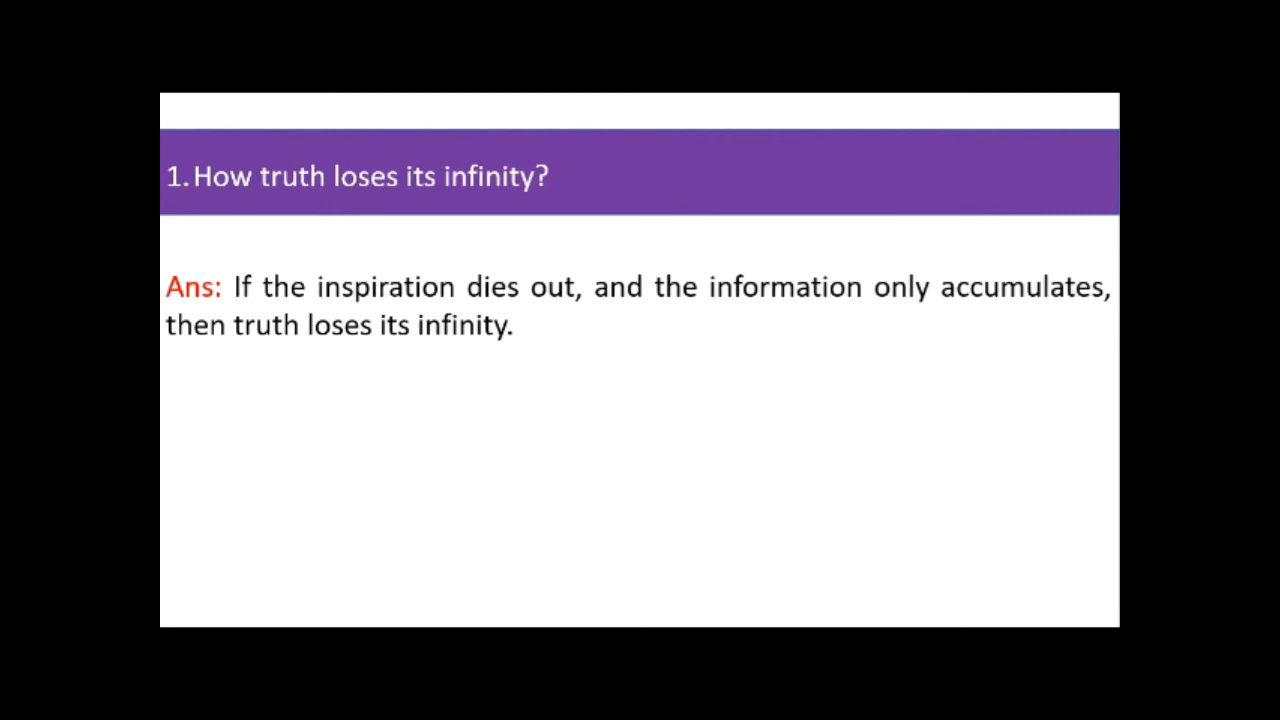 1. How truth loses its infinity?
Ans: If the inspiration dies out, and the information only accumulates,
then truth loses its infinity.